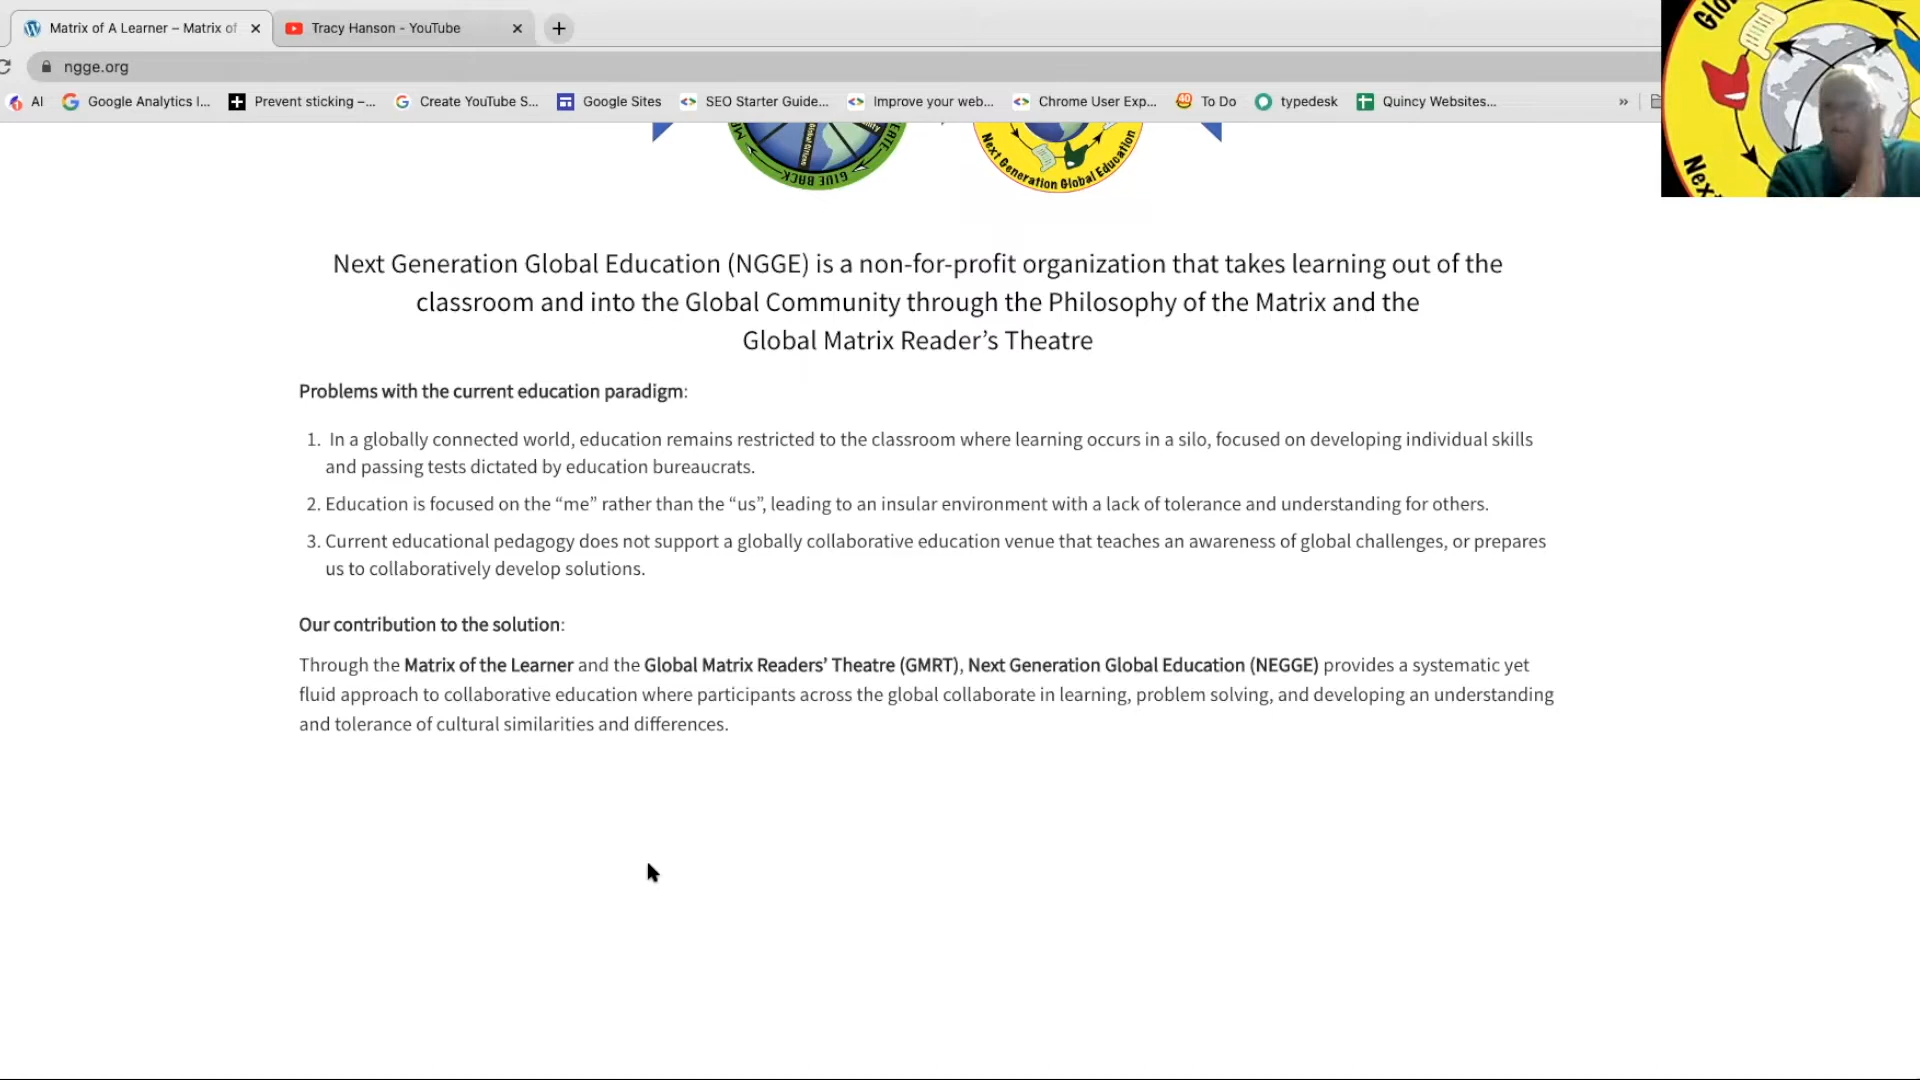 Matrix of A Learner – Matrix of
Tracy Hanson - YouTube
ngge.org
AI
Google Analytics I...
Prevent sticking –...
Create YouTube S...
Google Sites
SEO Starter Guide...
Improve your web...
Chrome User Exp...
40
To Do
typedesk
Quincy Websites...
»
GIVE BACK
Next Generation Global Education
Next Generation Global Education (NGGE) is a non-for-profit organization that takes learning out of the
classroom and into the Global Community through the Philosophy of the Matrix and the
Global Matrix Reader’s Theatre
Problems with the current education paradigm:
1. In a globally connected world, education remains restricted to the classroom where learning occurs in a silo, focused on developing individual skills
and passing tests dictated by education bureaucrats.
2. Education is focused on the “me” rather than the “us”, leading to an insular environment with a lack of tolerance and understanding for others.
3. Current educational pedagogy does not support a globally collaborative education venue that teaches an awareness of global challenges, or prepares
us to collaboratively develop solutions.
Our contribution to the solution:
Through the Matrix of the Learner and the Global Matrix Readers’ Theatre (GMRT), Next Generation Global Education (NEGGE) provides a systematic yet
fluid approach to collaborative education where participants across the global collaborate in learning, problem solving, and developing an understanding
and tolerance of cultural similarities and differences.